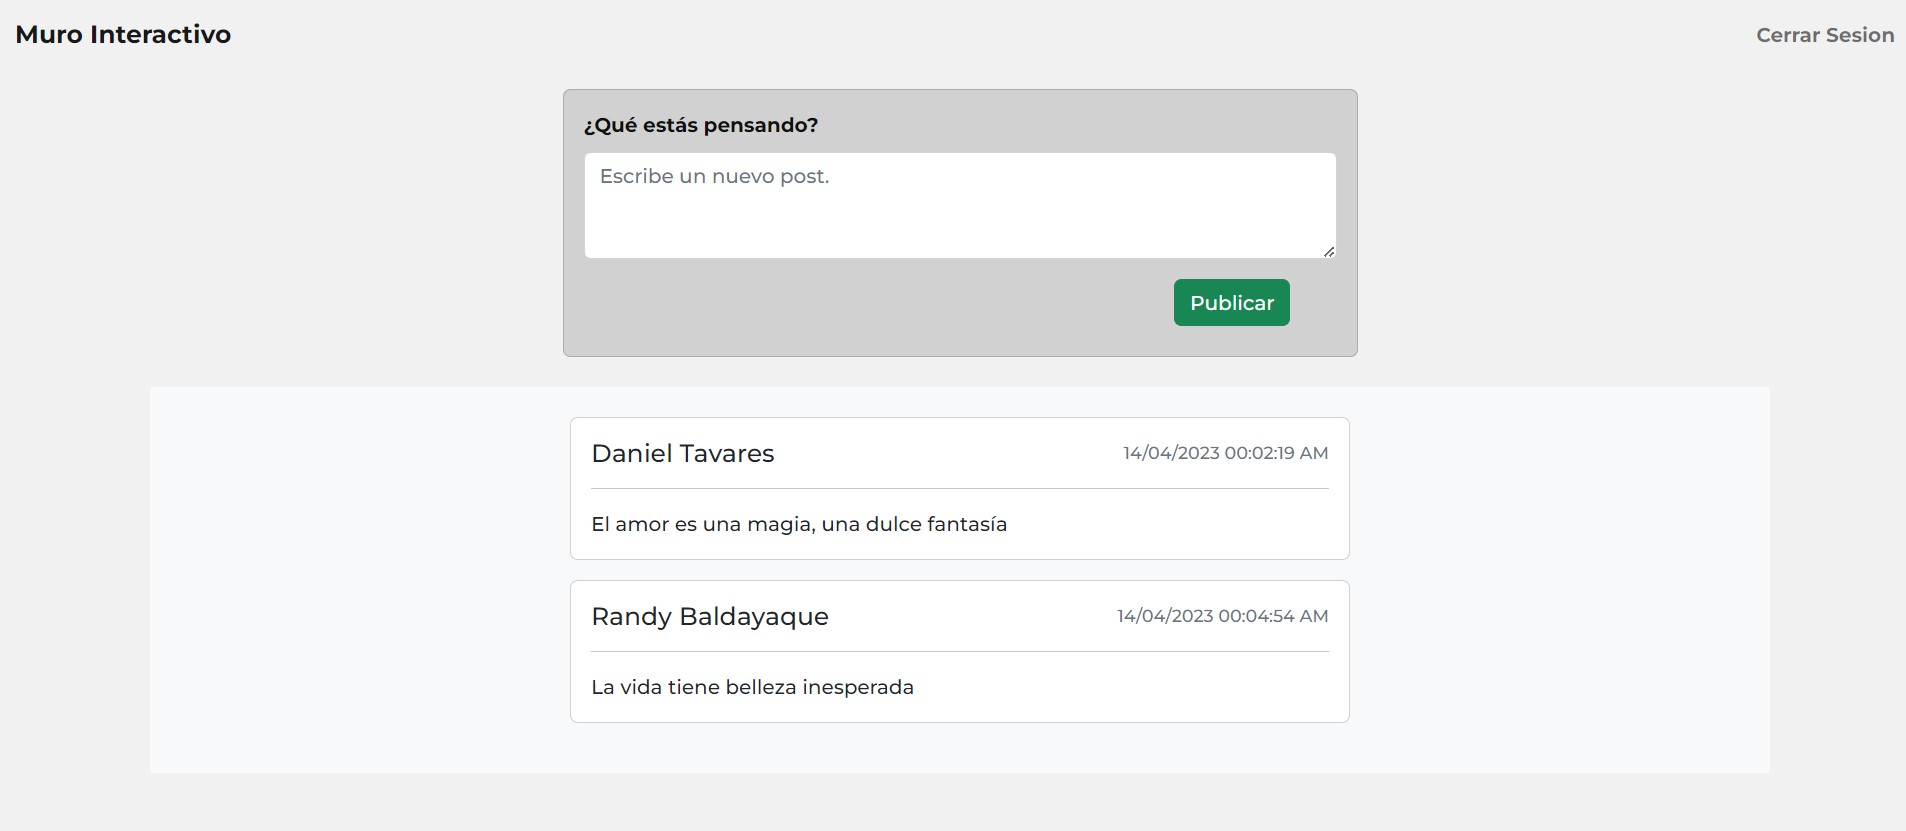 Muro Interactivo
Cerrar Sesion
¿Qué estás pensando?
Escribe un nuevo post.
Publicar
Daniel Tavares
14/04/2023 00:02:19 AM
El amor es una magia, una dulce fantasía
Randy Baldayaque
14/04/2023 00:04:54 AM
La vida tiene belleza inesperada